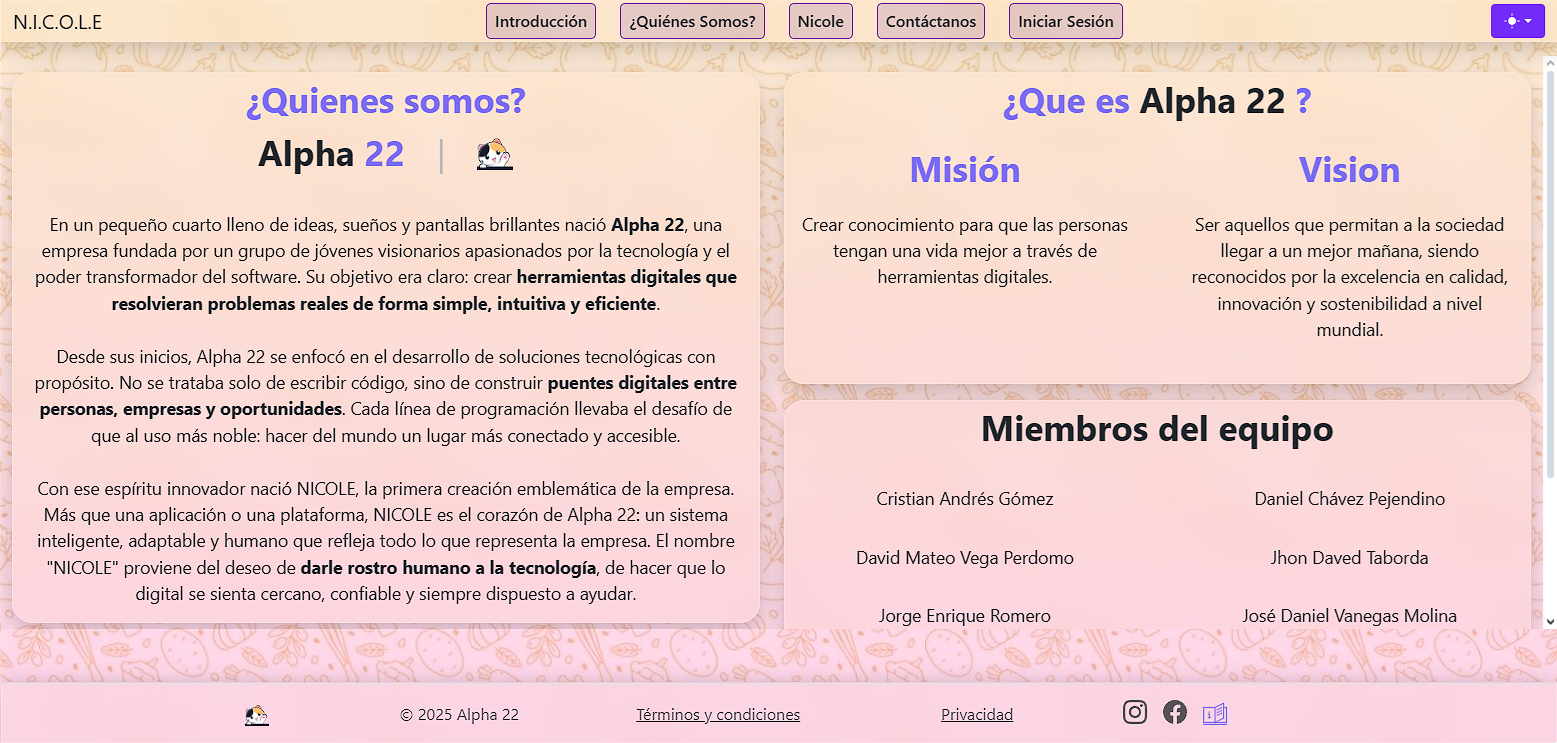 N.I.C.O.L.E
Introducción
¿Quiénes Somos?
Nicole
Contáctanos
Iniciar Sesión
¿Quienes somos?
Alpha 22
En un pequeño cuarto lleno de ideas, sueños y pantallas brillantes nació Alpha 22, una
empresa fundada por un grupo de jóvenes visionarios apasionados por la tecnología y el
poder transformador del software. Su objetivo era claro: crear herramientas digitales que
resolvieran problemas reales de forma simple, intuitiva y eficiente.
Desde sus inicios, Alpha 22 se enfocó en el desarrollo de soluciones tecnológicas con
propósito. No se trataba solo de escribir código, sino de construir puentes digitales entre
personas, empresas y oportunidades. Cada línea de programación llevaba el desafío de
que al uso más noble: hacer del mundo un lugar más conectado y accesible.
Con ese espíritu innovador nació NICOLE, la primera creación emblemática de la empresa.
Más que una aplicación o una plataforma, NICOLE es el corazón de Alpha 22: un sistema
inteligente, adaptable y humano que refleja todo lo que representa la empresa. El nombre
"NICOLE" proviene del deseo de darle rostro humano a la tecnología, de hacer que lo
digital se sienta cercano, confiable y siempre dispuesto a ayudar.
¿Que es Alpha 22 ?
Misión
Crear conocimiento para que las personas
tengan una vida mejor a través de
herramientas digitales.
Vision
Ser aquellos que permitan a la sociedad
llegar a un mejor mañana, siendo
reconocidos por la excelencia en calidad,
innovación y sostenibilidad a nivel
mundial.
Miembros del equipo
Cristian Andrés Gómez
Daniel Chávez Pejendino
David Mateo Vega Perdomo
Jhon Daved Taborda
Jorge Enrique Romero
José Daniel Vanegas Molina
© 2025 Alpha 22
Términos y condiciones
Privacidad